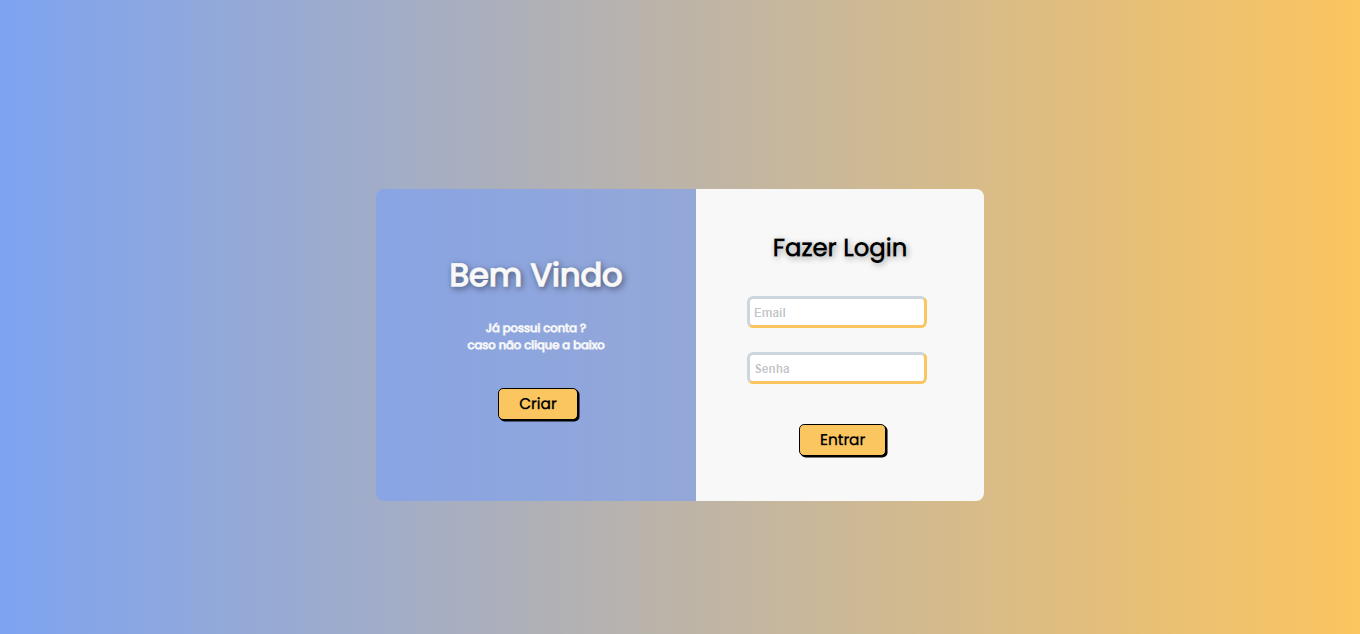 Bem Vindo
Já possui conta ?
caso não clique a baixo
Criar
Fazer Login
Email
Senha
Entrar